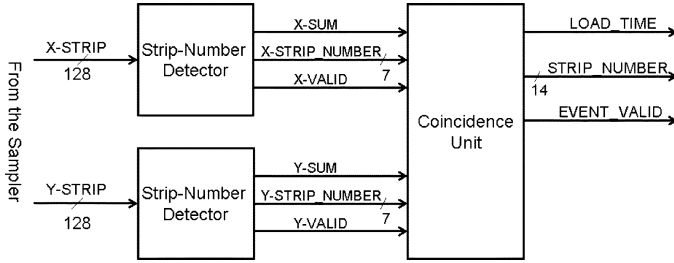 From the Sampler
X-STRIP
128
Strip-Number
Detector
X-SUM
X-STRIP_NUMBER
7
X-VALID
Y-STRIP
128
Strip-Number
Detector
Y-SUM
Y-STRIP_NUMBER
7
Y-VALID
Coincidence
Unit
LOAD_TIME
STRIP_NUMBER
14
EVENT_VALID